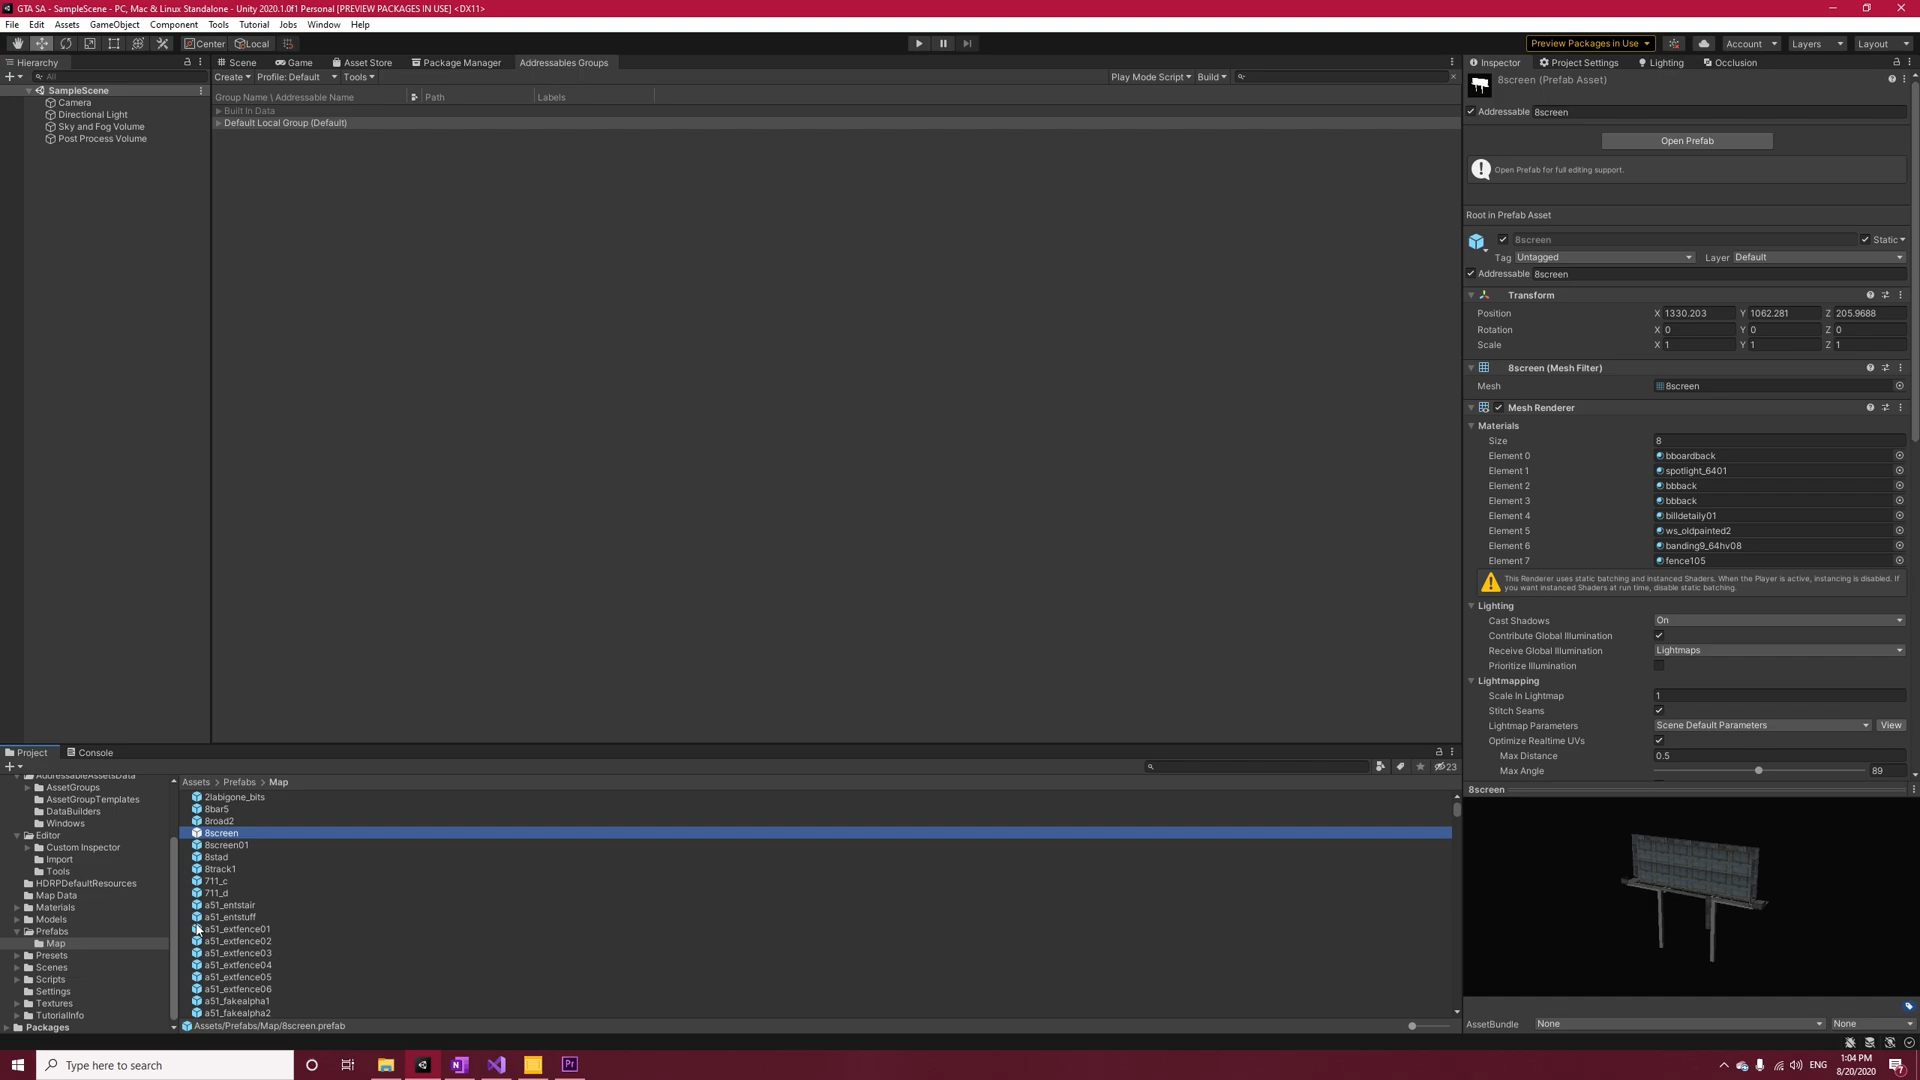 GTA SA - SampleScene - PC, Mac & Linux Standalone - Unity 2020.1.0f1 Personal [PREVIEW PACKAGES IN USE] <DX11>
File Edit Assets GameObject Component Tools Tutorial Jobs Window Help
Center Local Preview Packages in Use Account Layers Layout
Hierarchy Scene Game Asset Store Package Manager Addressables Groups Inspector Project Settings Lighting Occlusion
All Create Profile: Default Tools Play Mode Script Build
SampleScene
Camera
Directional Light
Sky and Fog Volume
Post Process Volume
Group Name \ Addressable Name Path Labels
Built In Data
Default Local Group (Default)
8screen (Prefab Asset)
Addressable 8screen
Open Prefab
Open Prefab for full editing support.
Root in Prefab Asset
8screen Static
Tag Untagged Layer Default
Addressable 8screen
Transform
Position X 1330.203 Y 1062.281 Z 205.9688
Rotation X 0 Y 0 Z 0
Scale X 1 Y 1 Z 1
8screen (Mesh Filter)
Mesh 8screen
Mesh Renderer
Materials
Size 8
Element 0 bboardback
Element 1 spotlight_6401
Element 2 bbback
Element 3 bbback
Element 4 billdetaily01
Element 5 ws_oldpainted2
Element 6 banding9_64hv08
Element 7 fence105
This Renderer uses static batching and instanced Shaders. When the Player is active, instancing is disabled. If
you want instanced Shaders at run time, disable static batching.
Lighting
Cast Shadows On
Contribute Global Illumination
Receive Global Illumination Lightmaps
Prioritize Illumination
Lightmapping
Scale In Lightmap 1
Stitch Seams
Lightmap Parameters Scene Default Parameters View
Optimize Realtime UVs
Max Distance 0.5
Max Angle 89
8screen
AssetBundle None None
Project Console
23
AddressableAssetsData
AssetGroups
AssetGroupTemplates
DataBuilders
Windows
Editor
Custom Inspector
Import
Tools
HDRPDefaultResources
Map Data
Materials
Models
Prefabs
Map
Presets
Scenes
Scripts
Settings
Textures
TutorialInfo
Packages
Assets Prefabs Map
2labigone_bits
8bar5
8road2
8screen
8screen01
8stad
8track1
711_c
711_d
a51_entstair
a51_entstuff
a51_extfence01
a51_extfence02
a51_extfence03
a51_extfence04
a51_extfence05
a51_extfence06
a51_fakealpha1
a51_fakealpha2
Assets/Prefabs/Map/8screen.prefab
Type here to search
N
Pr
ENG
1:04 PM
8/20/2020
7